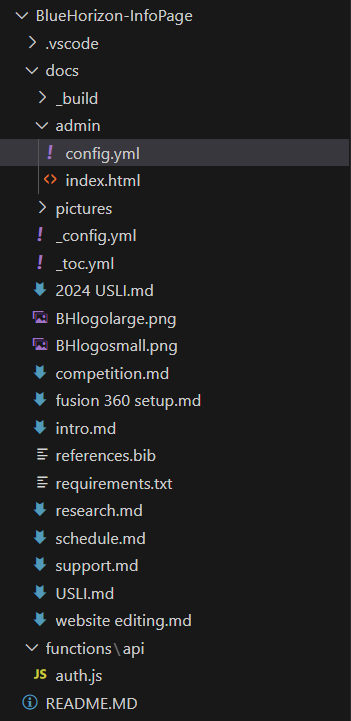 BlueHorizon-InfoPage
.vscode
docs
_build
admin
! config.yml
<> index.html
pictures
! _config.yml
! _toc.yml
2024 USLI.md
BHlogolarge.png
BHlogosmall.png
competition.md
fusion 360 setup.md
intro.md
references.bib
requirements.txt
research.md
schedule.md
support.md
USLI.md
website editing.md
functions\api
JS auth.js
README.MD